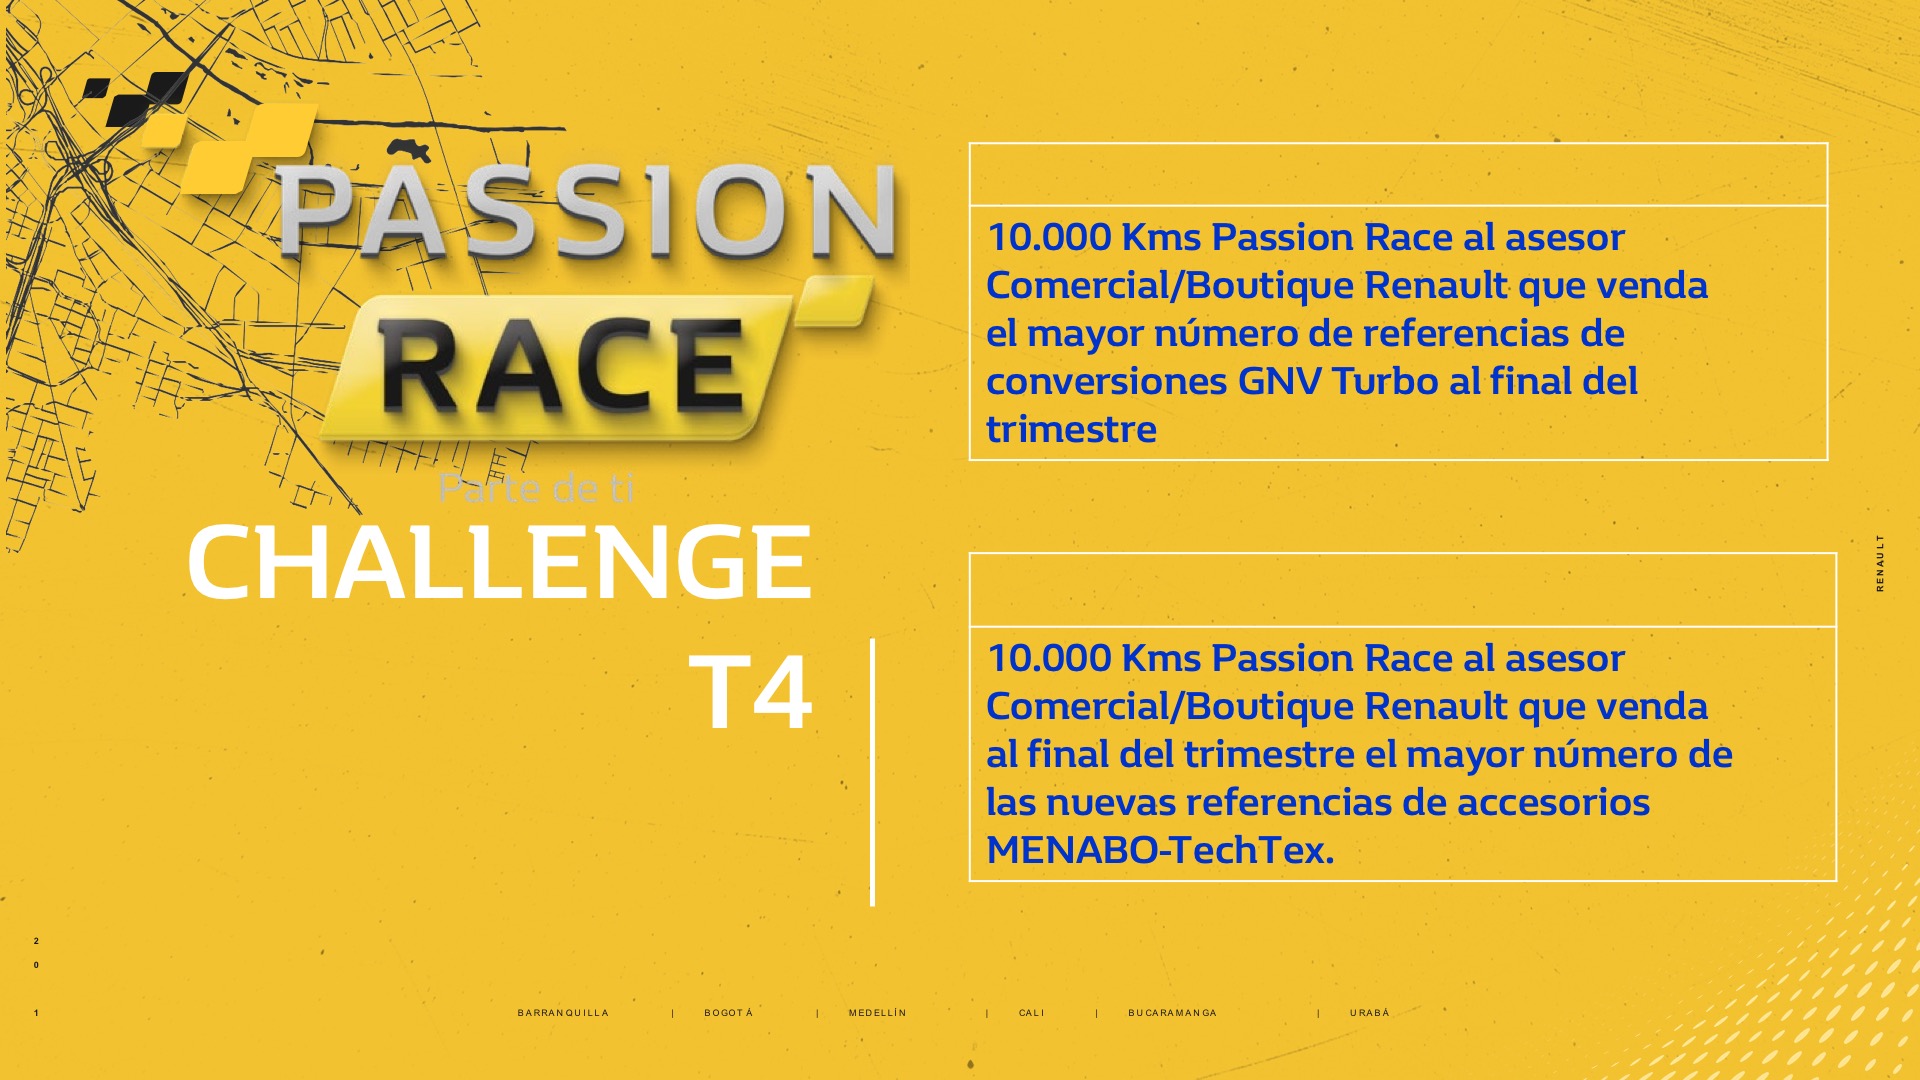 PASSION
RACE
Parte de ti
CHALLENGE
T4
10.000 Kms Passion Race al asesor
Comercial/Boutique Renault que venda
el mayor número de referencias de
conversiones GNV Turbo al final del
trimestre
10.000 Kms Passion Race al asesor
Comercial/Boutique Renault que venda
al final del trimestre el mayor número de
las nuevas referencias de accesorios
MENABO-TechTex.
RENAULT
2
0
1
BARRANQUILLA | BOGOTÁ | MEDELLÍN | CALI | BUCARAMANGA | URABÁ